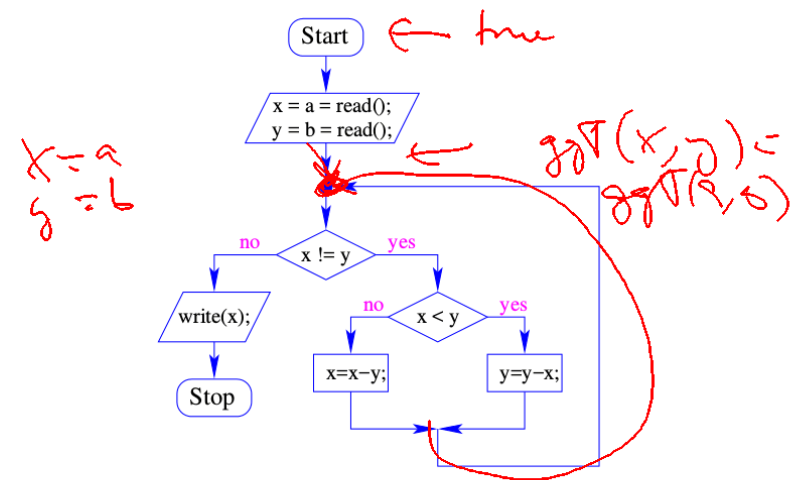 Start ← true
x = a = read();
y = b = read();
x = a
y = b
ggT(x, y) =
ggT(a, b)
no
yes
x != y
no
yes
write(x);
x < y
x=x−y;
y=y−x;
Stop